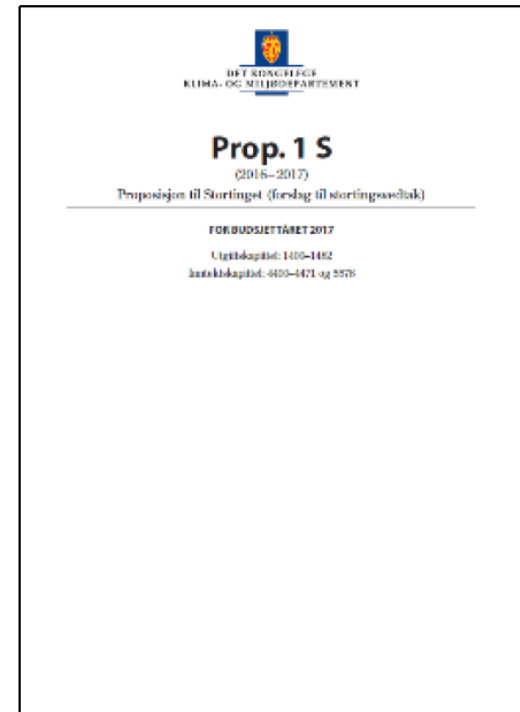 DET KONGELEGE
KLIMA- OG MILJØDEPARTEMENT
Prop. 1 S
(2016–2017)
Proposisjon til Stortinget (forslag til stortingsvedtak)
FOR BUDSJETTÅRET 2017
Utgiftskapittel: 1400–1482
Inntektskapittel: 4400–4471 og 5578